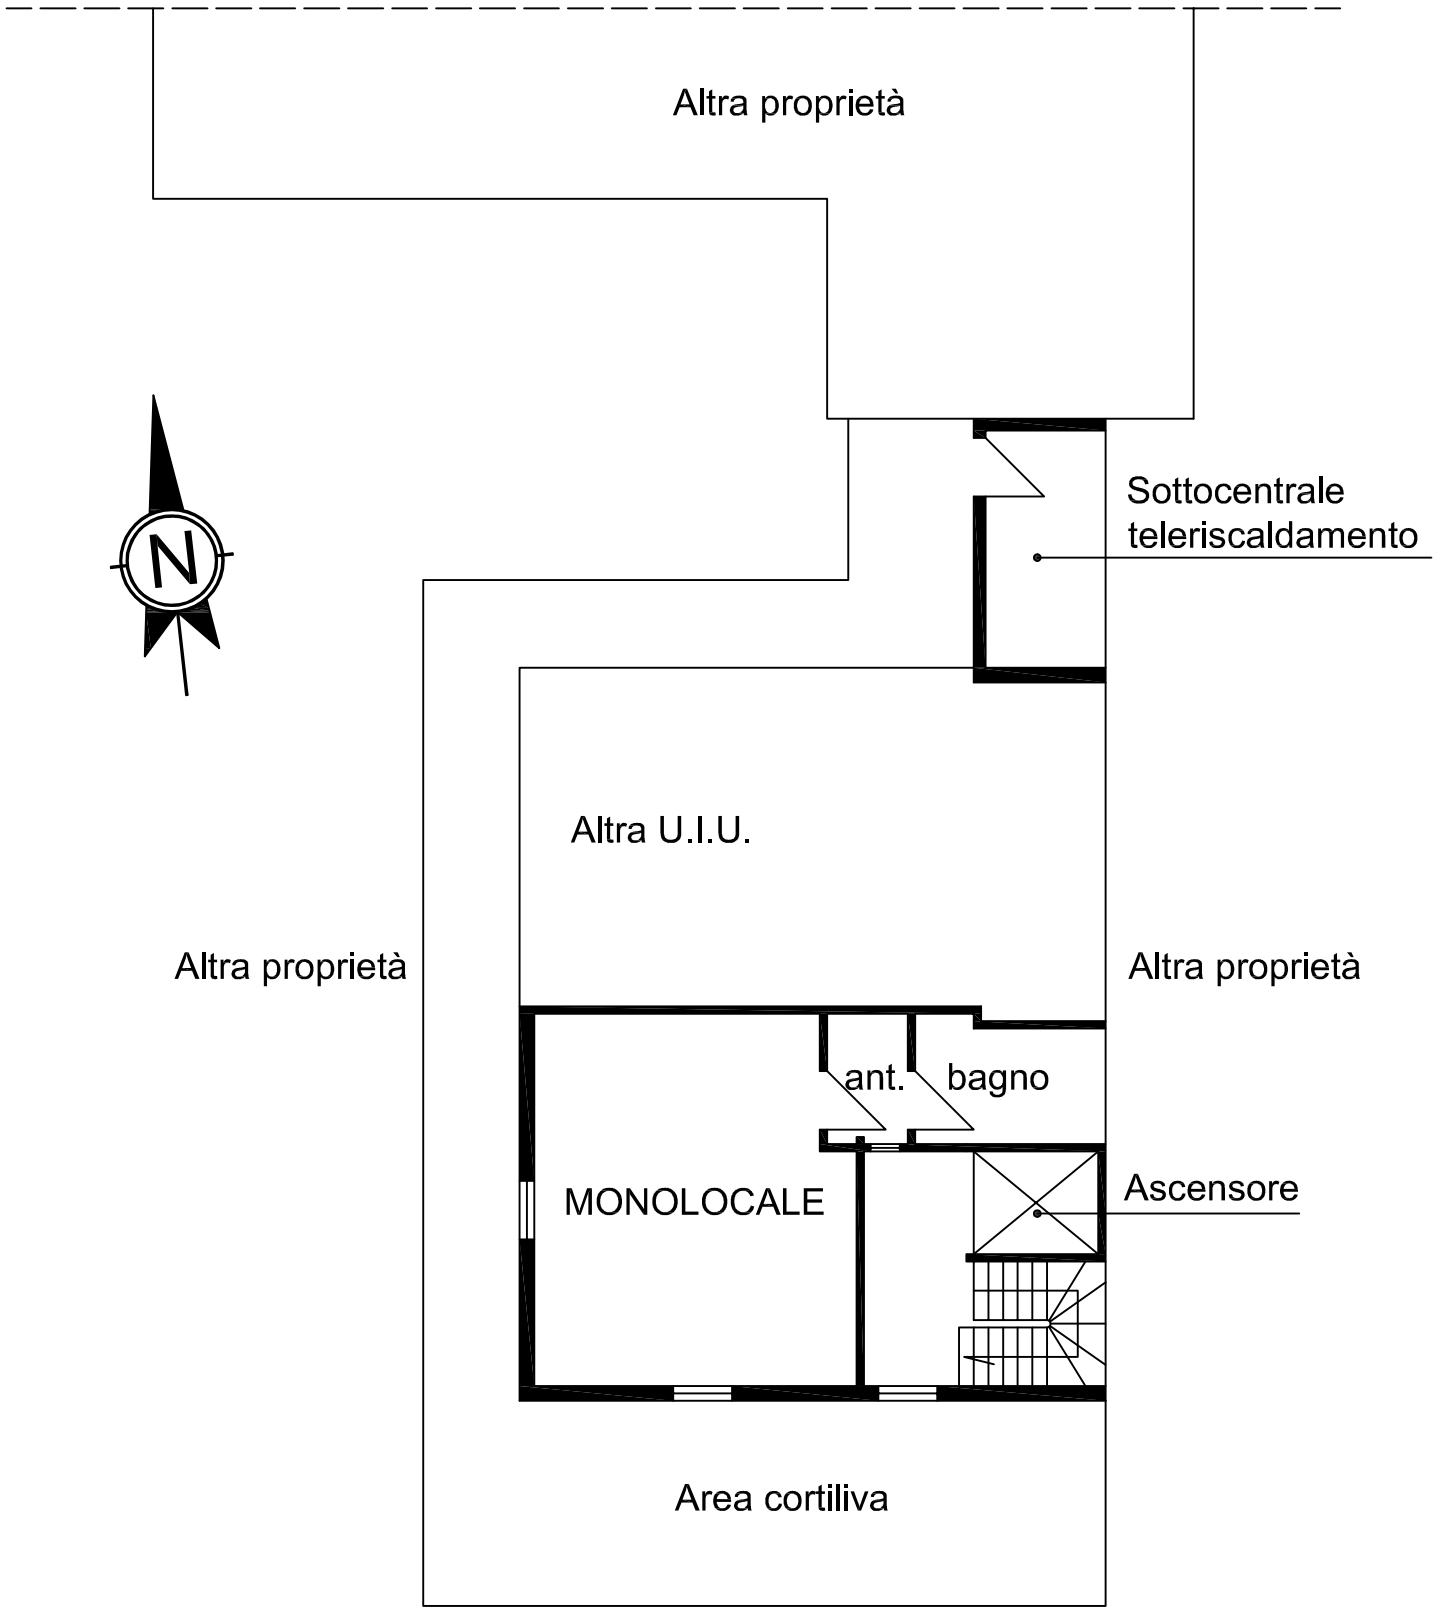 Altra proprietà
Sottocentrale
teleriscaldamento
N
Altra U.I.U.
Altra proprietà
Altra proprietà
ant.
bagno
MONOLOCALE
Ascensore
Area cortiliva